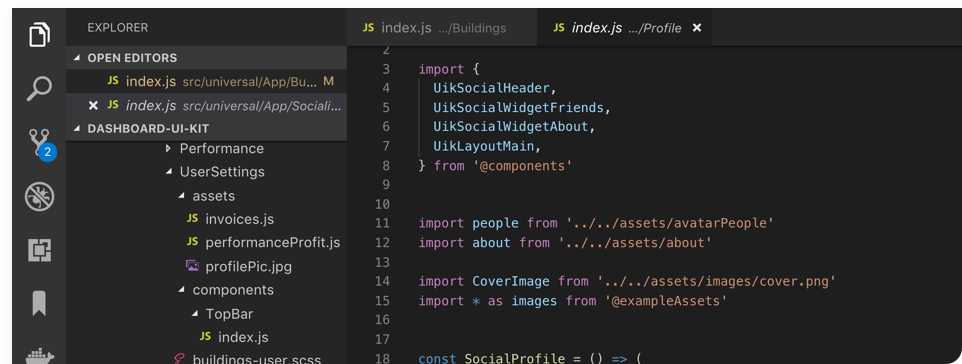 EXPLORER
OPEN EDITORS
JS index.js src/universal/App/Bu... M
JS index.js src/universal/App/Sociali...
DASHBOARD-UI-KIT
Performance
UserSettings
assets
JS invoices.js
JS performanceProfit.js
profilePic.jpg
components
TopBar
JS index.js
buildings-user.scss
2
JS index.js .../Buildings
JS index.js .../Profile
2
3 import {
4 UikSocialHeader,
5 UikSocialWidgetFriends,
6 UikSocialWidgetAbout,
7 UikLayoutMain,
8 } from '@components'
9
10
11 import people from '../../assets/avatarPeople'
12 import about from '../../assets/about'
13
14 import CoverImage from '../../assets/images/cover.png'
15 import * as images from '@exampleAssets'
16
17
18 const SocialProfile = () => (